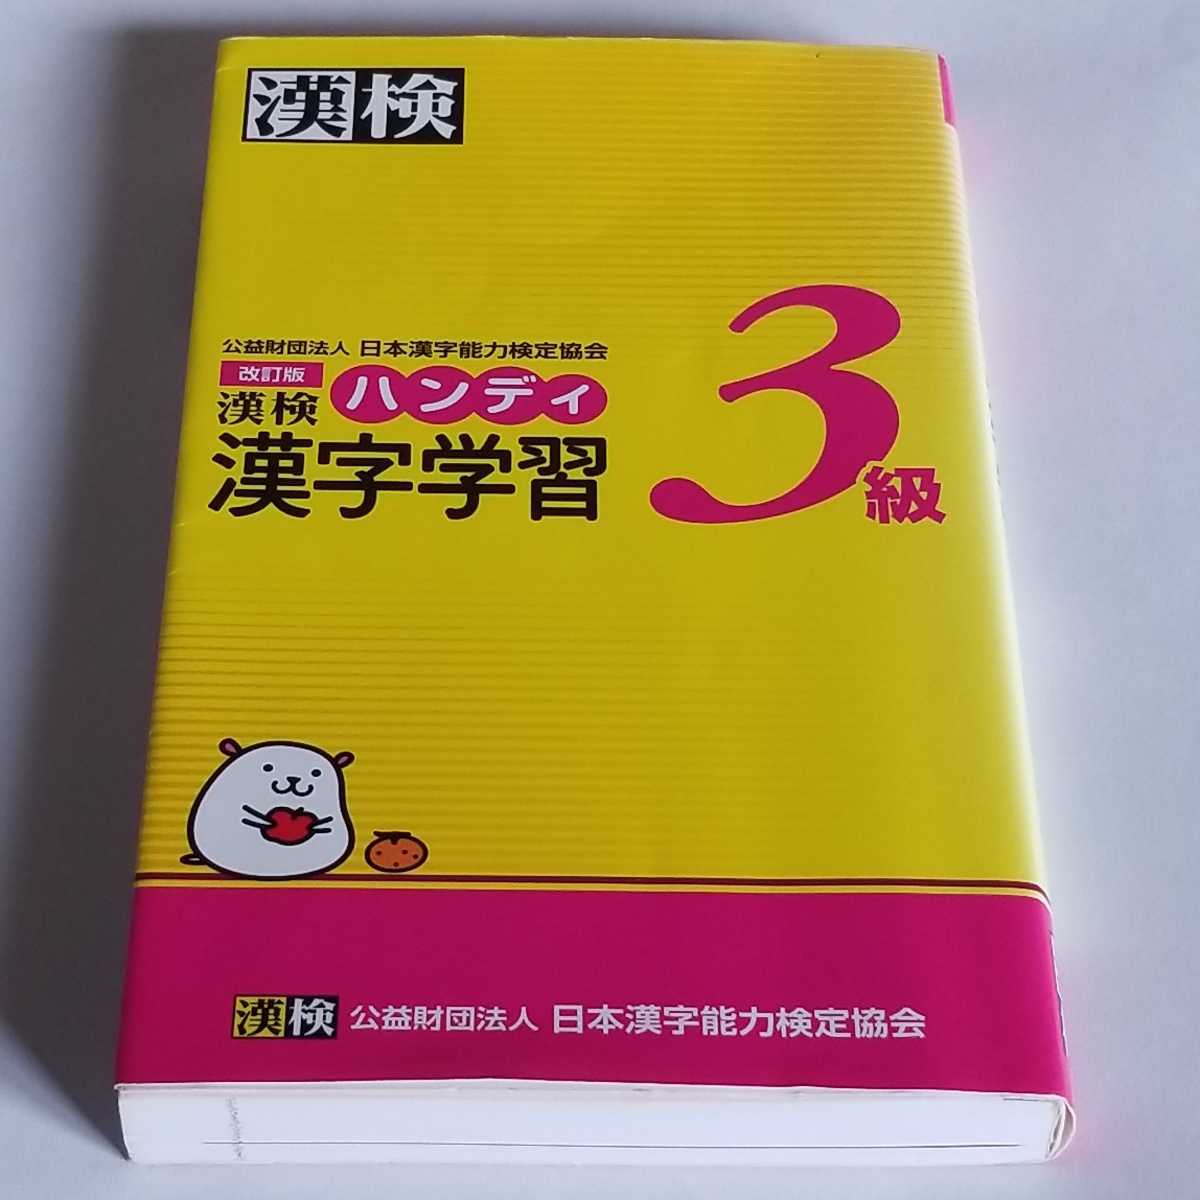 漢検
公益財団法人 日本漢字能力検定協会
改訂版
漢検 ハンディ
漢字学習 3級
漢検 公益財団法人 日本漢字能力検定協会